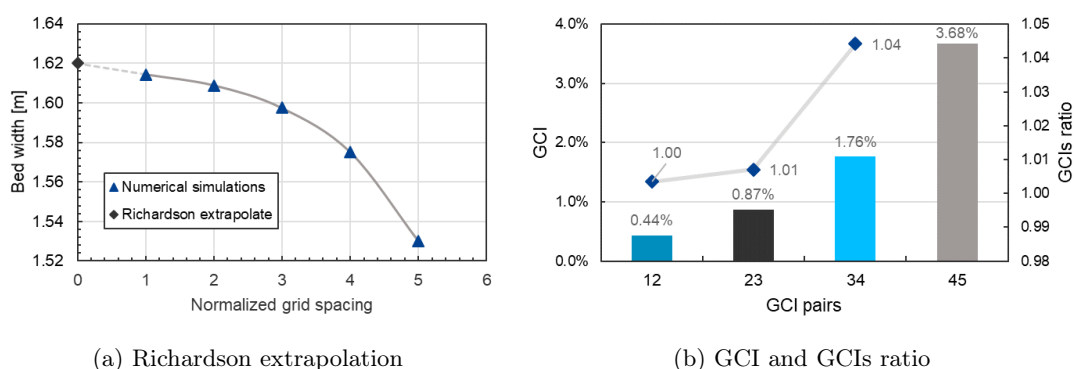 1.64
1.62
1.60
1.58
1.56
1.54
1.52
Bed width [m]
Numerical simulations
Richardson extrapolate
0 1 2 3 4 5 6
Normalized grid spacing
(a) Richardson extrapolation
4.0%
3.0%
2.0%
1.0%
0.0%
GCI
1.00
1.01
1.04
0.44%
0.87%
1.76%
3.68%
1.05
1.04
1.03
1.02
1.01
1.00
0.99
0.98
GCIs ratio
12 23 34 45
GCI pairs
(b) GCI and GCIs ratio